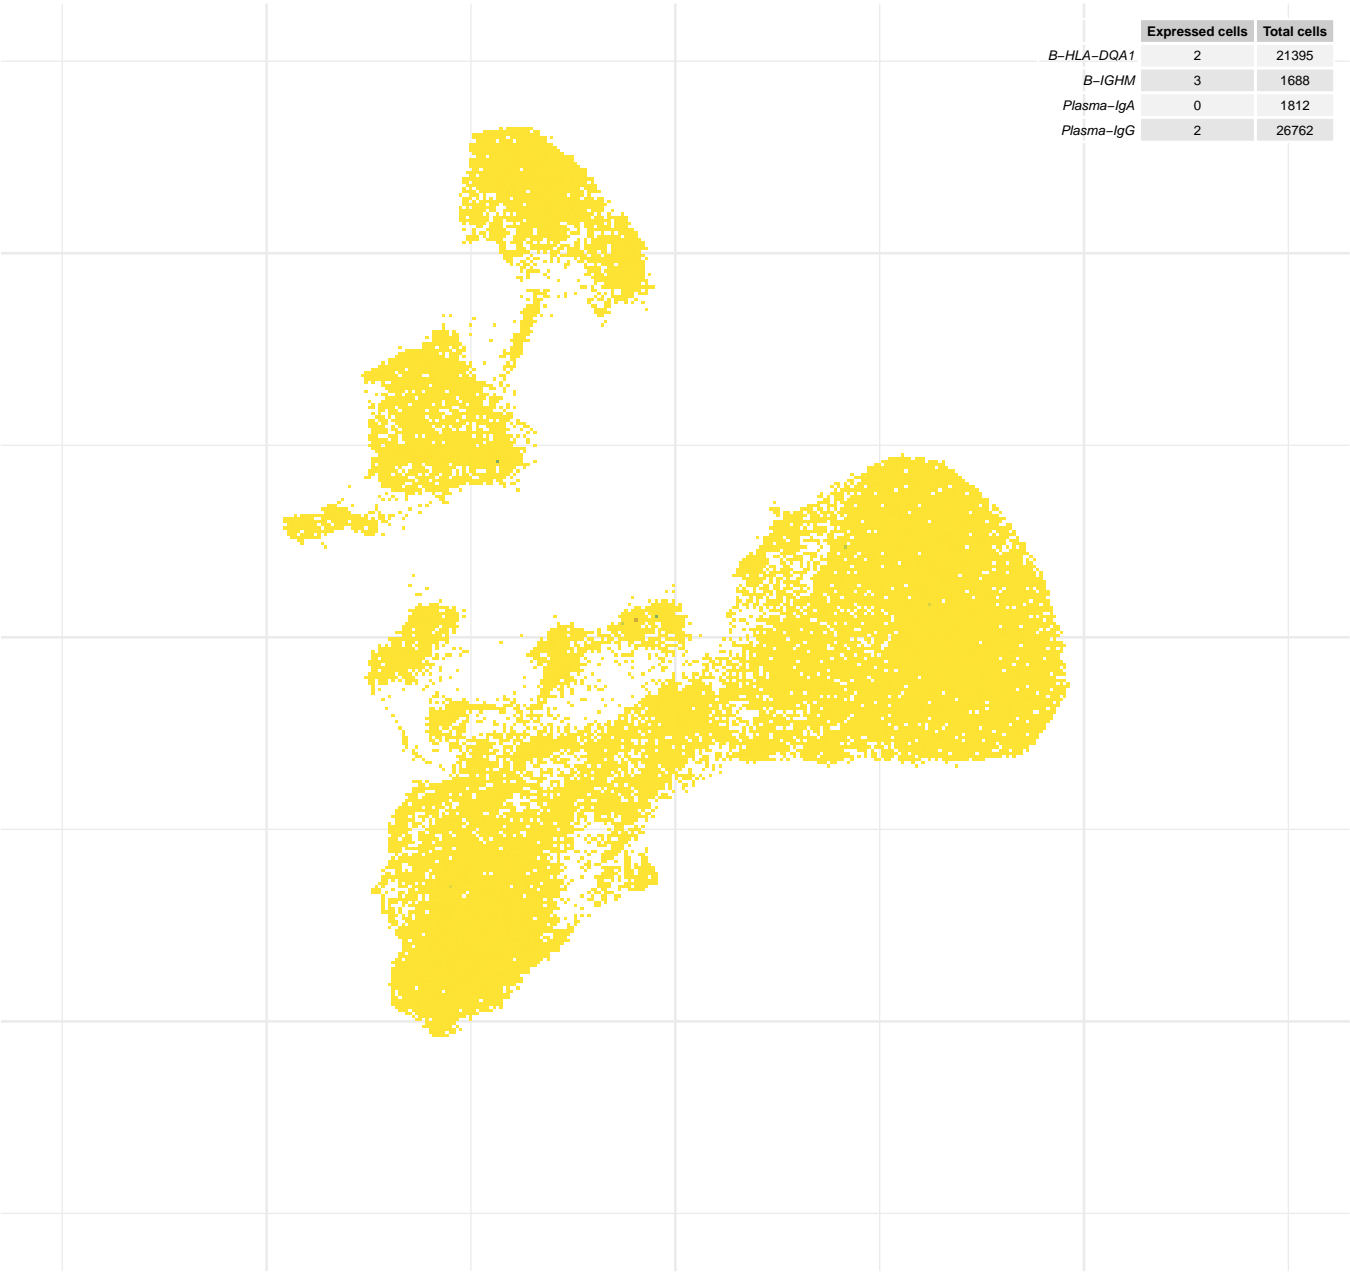 Expressed cells Total cells
B−HLA−DQA1 2 21395
B−IGHM 3 1688
Plasma−IgA 0 1812
Plasma−IgG 2 26762